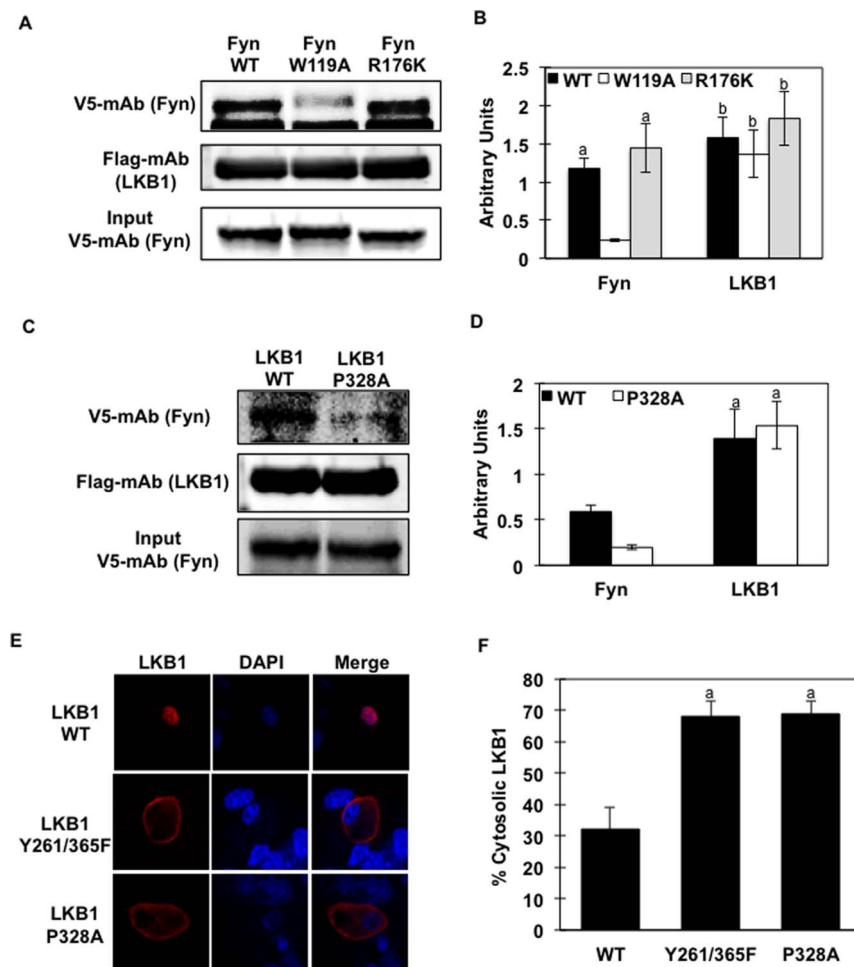 A
Fyn WT
Fyn W119A
Fyn R176K
V5-mAb (Fyn)
Flag-mAb (LKB1)
Input V5-mAb (Fyn)
B
WT W119A R176K
Arbitrary Units
2.5
2
1.5
1
0.5
0
a
a
b
b
b
Fyn
LKB1
C
LKB1 WT
LKB1 P328A
V5-mAb (Fyn)
Flag-mAb (LKB1)
Input V5-mAb (Fyn)
D
WT P328A
Arbitrary Units
2
1.5
1
0.5
0
a
a
Fyn
LKB1
E
LKB1
DAPI
Merge
LKB1 WT
LKB1 Y261/365F
LKB1 P328A
F
% Cytosolic LKB1
80
70
60
50
40
30
20
10
0
a
a
WT
Y261/365F
P328A